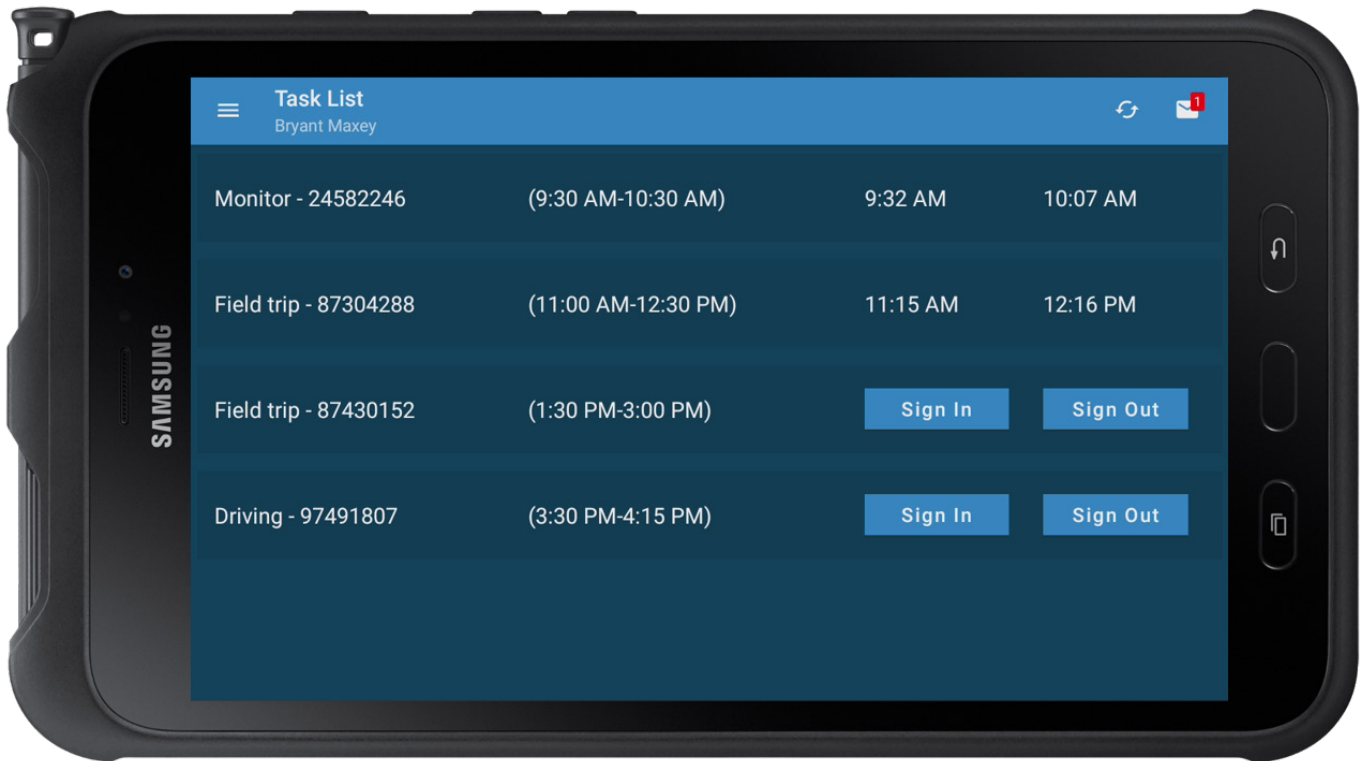 Task List
Bryant Maxey
1
Monitor - 24582246 (9:30 AM-10:30 AM) 9:32 AM 10:07 AM
Field trip - 87304288 (11:00 AM-12:30 PM) 11:15 AM 12:16 PM
Field trip - 87430152 (1:30 PM-3:00 PM) Sign In Sign Out
Driving - 97491807 (3:30 PM-4:15 PM) Sign In Sign Out
SAMSUNG